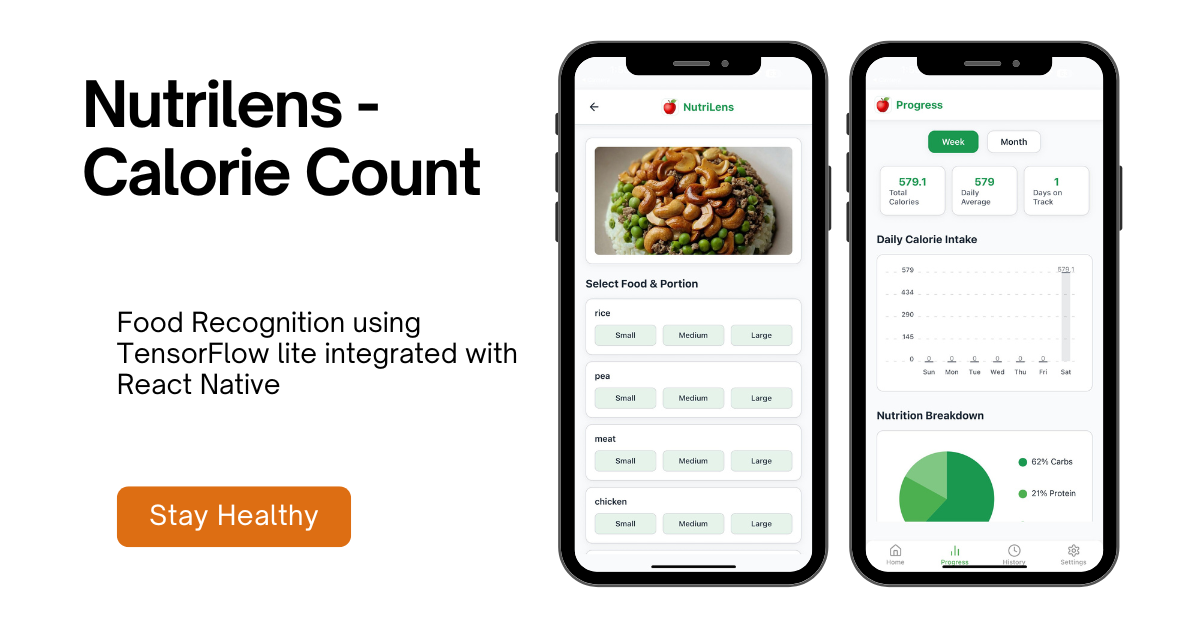 Nutrilens -
Calorie Count
Food Recognition using
TensorFlow lite integrated with
React Native
Stay Healthy
NutriLens
Select Food & Portion
rice
Small Medium Large
pea
Small Medium Large
meat
Small Medium Large
chicken
Small Medium Large
Progress
Week Month
579.1 579 1
Total Daily Days on
Calories Average Track
Daily Calorie Intake
579 579.1
434
290
145
0 0 0 0 0 0 0
Sun Mon Tue Wed Thu Fri Sat
Nutrition Breakdown
62% Carbs
21% Protein
Home Progress History Settings